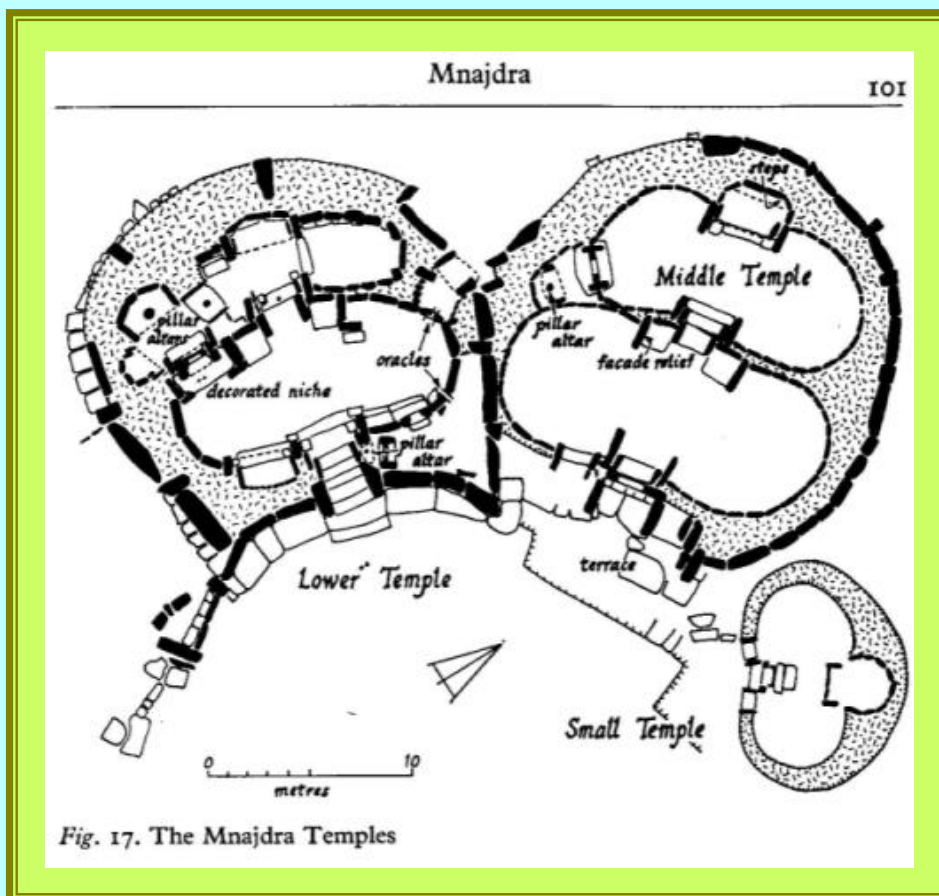 Mnajdra
101
steps
Middle Temple
pillar
altar
facade relief
pillar
altars
oracles
decorated niche
pillar
altar
terrace
Lower Temple
Small Temple
0 10
metres
Fig. 17. The Mnajdra Temples